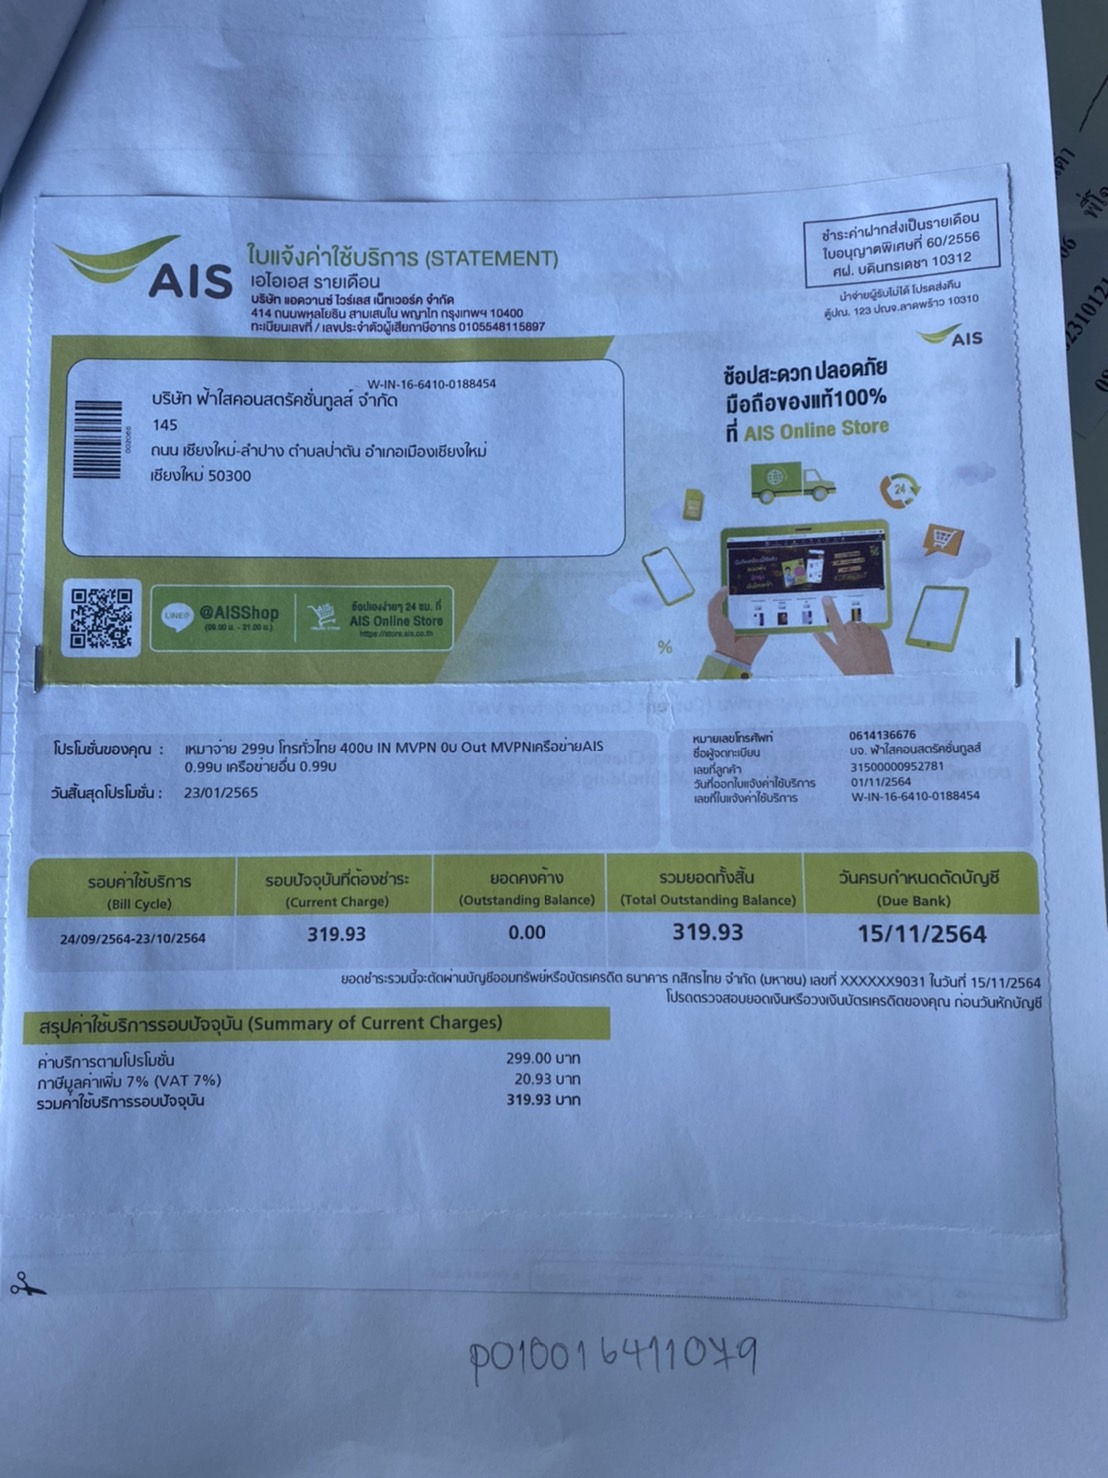 AIS
ใบแจ้งค่าใช้บริการ (STATEMENT)
เอไอเอส รายเดือน
บริษัท แอดวานซ์ ไวร์เลส เน็ทเวอร์ค จำกัด
414 ถนนพหลโยธิน สามเสนใน พญาไท กรุงเทพฯ 10400
ทะเบียนเลขที่ / เลขประจำตัวผู้เสียภาษีอากร 0105548115897
ชำระค่าฝากส่งเป็นรายเดือน
ใบอนุญาตพิเศษที่ 60/2556
ศฝ. บดินทรเดชา 10312
นำจ่ายผู้รับไม่ได้ โปรดส่งคืน
ตู้ปณ. 123 ปณจ.ลาดพร้าว 10310
AIS
W-IN-16-6410-0188454
บริษัท ฟ้าใสคอนสตรัคชั่นทูลส์ จำกัด
145
ถนน เชียงใหม่-ลำปาง ตำบลป่าตัน อำเภอเมืองเชียงใหม่
เชียงใหม่ 50300
ช้อปสะดวก ปลอดภัย
มือถือของแท้100%
ที่ AIS Online Store
24
%
LINE@
@AISShop
(09.00 น. - 21.00 น.)
ช้อปเองง่ายๆ 24 ชม. ที่
AIS Online Store
https://store.ais.co.th
โปรโมชั่นของคุณ : เหมาจ่าย 299บ โทรทั่วไทย 400บ IN MVPN 0บ Out MVPNเครือข่ายAIS
0.99บ เครือข่ายอื่น 0.99บ
วันสิ้นสุดโปรโมชั่น : 23/01/2565
หมายเลขโทรศัพท์ 0614136676
ชื่อผู้จดทะเบียน บจ. ฟ้าใสคอนสตรัคชั่นทูลส์
เลขที่ลูกค้า 31500000952781
วันที่ออกใบแจ้งค่าใช้บริการ 01/11/2564
เลขที่ใบแจ้งค่าใช้บริการ W-IN-16-6410-0188454
รอบค่าใช้บริการ รอบปัจจุบันที่ต้องชำระ ยอดคงค้าง รวมยอดทั้งสิ้น วันครบกำหนดตัดบัญชี
(Bill Cycle) (Current Charge) (Outstanding Balance) (Total Outstanding Balance) (Due Bank)
24/09/2564-23/10/2564 319.93 0.00 319.93 15/11/2564
ยอดชำระรวมนี้จะตัดผ่านบัญชีออมทรัพย์หรือบัตรเครดิต ธนาคาร กสิกรไทย จำกัด (มหาชน) เลขที่ XXXXXX9031 ในวันที่ 15/11/2564
โปรดตรวจสอบยอดเงินหรือวงเงินบัตรเครดิตของคุณ ก่อนวันหักบัญชี
สรุปค่าใช้บริการรอบปัจจุบัน (Summary of Current Charges)
ค่าบริการตามโปรโมชั่น 299.00 บาท
ภาษีมูลค่าเพิ่ม 7% (VAT 7%) 20.93 บาท
รวมค่าใช้บริการรอบปัจจุบัน 319.93 บาท
PO10016411079